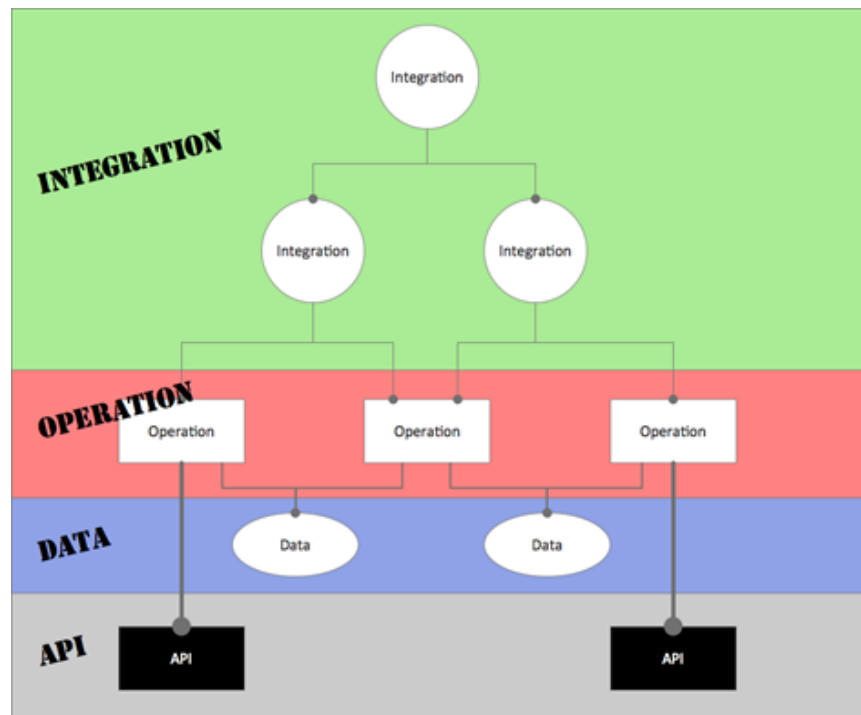 Integration
INTEGRATION
Integration
Integration
OPERATION
Operation
Operation
Operation
DATA
Data
Data
API
API
API